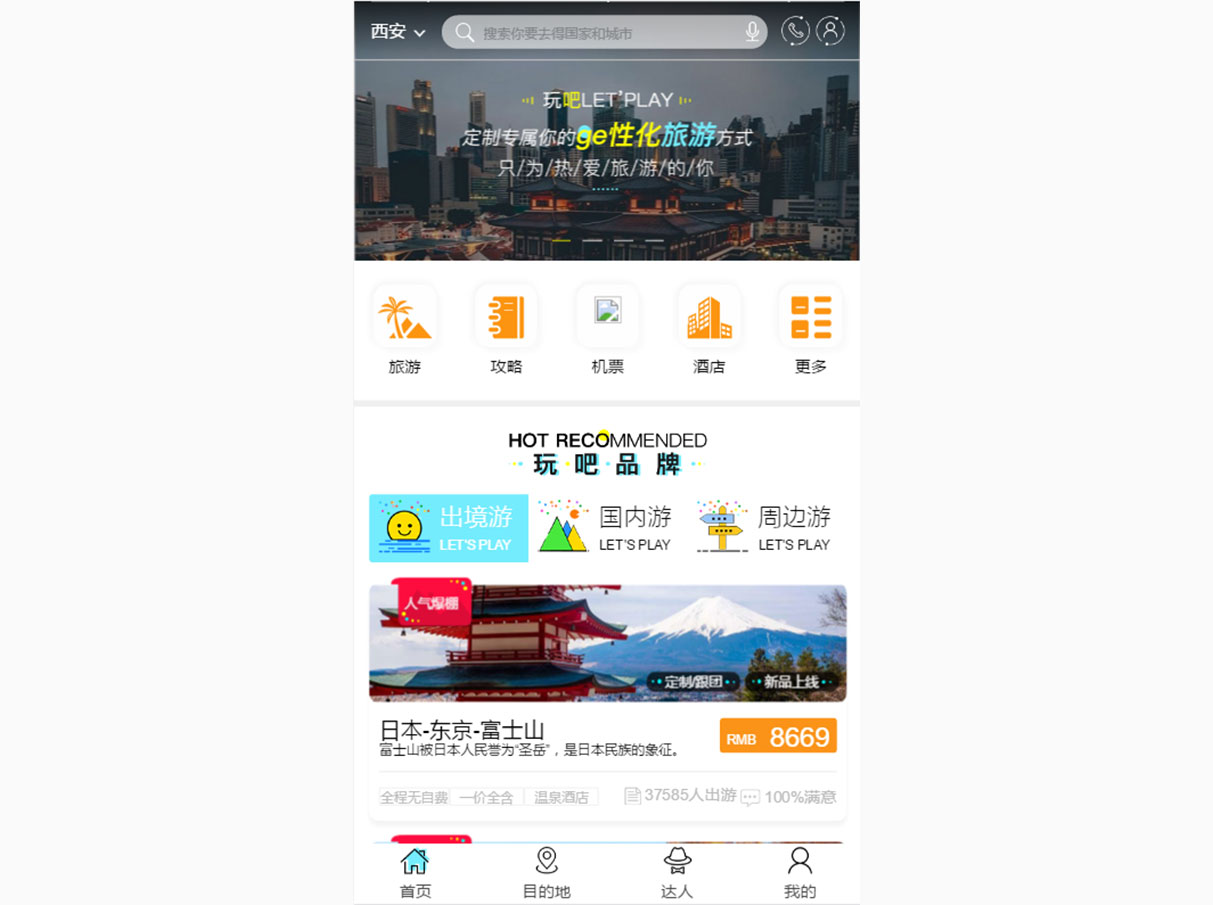 西安
搜索你要去得国家和城市
玩吧LET'PLAY
定制专属你的ge性化旅游方式
只/为/热/爱/旅/游/的/你
旅游 攻略 机票 酒店 更多
HOT RECOMMENDED
玩吧品牌
出境游 国内游 周边游
LET'S PLAY LET'S PLAY LET'S PLAY
人气爆棚
定制/跟团 新品上线
日本-东京-富士山
富士山被日本人民誉为“圣岳”，是日本民族的象征。
RMB 8669
全程无自费 一价全含 温泉酒店 37585人出游 100%满意
首页 目的地 达人 我的